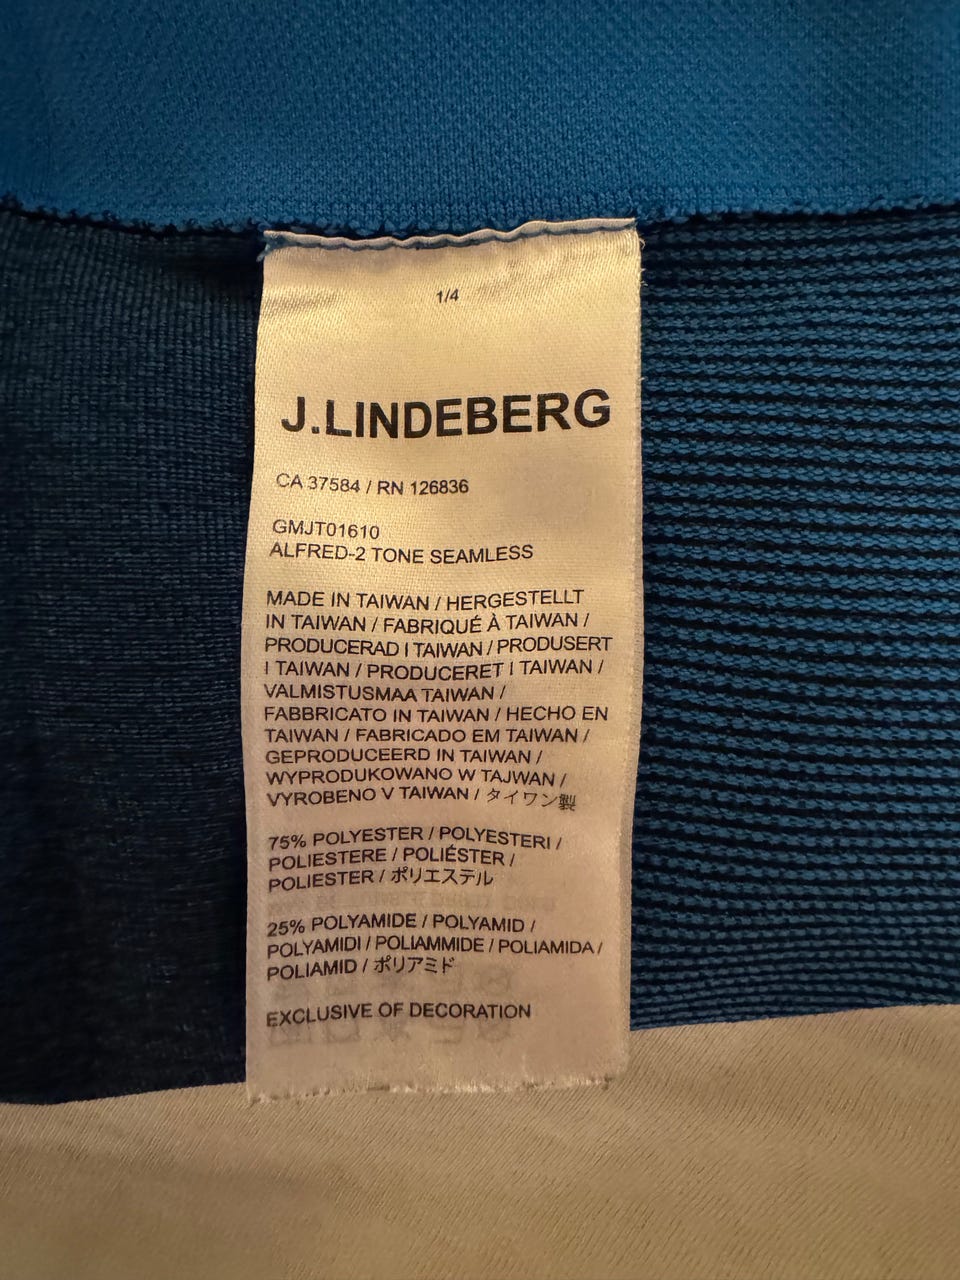 1/4
J.LINDEBERG
CA 37584 / RN 126836
GMJT01610
ALFRED-2 TONE SEAMLESS
MADE IN TAIWAN / HERGESTELLT
IN TAIWAN / FABRIQUÉ À TAIWAN /
PRODUCERAD I TAIWAN / PRODUSERT
I TAIWAN / PRODUCERET I TAIWAN /
VALMISTUSMAA TAIWAN /
FABBRICATO IN TAIWAN / HECHO EN
TAIWAN / FABRICADO EM TAIWAN /
GEPRODUCEERD IN TAIWAN /
WYPRODUKOWANO W TAJWAN /
VYROBENO V TAIWAN / タイワン製
75% POLYESTER / POLYESTERI /
POLIESTERE / POLIÉSTER /
POLIESTER / ポリエステル
25% POLYAMIDE / POLYAMID /
POLYAMIDI / POLIAMMIDE / POLIAMIDA /
POLIAMID / ポリアミド
EXCLUSIVE OF DECORATION